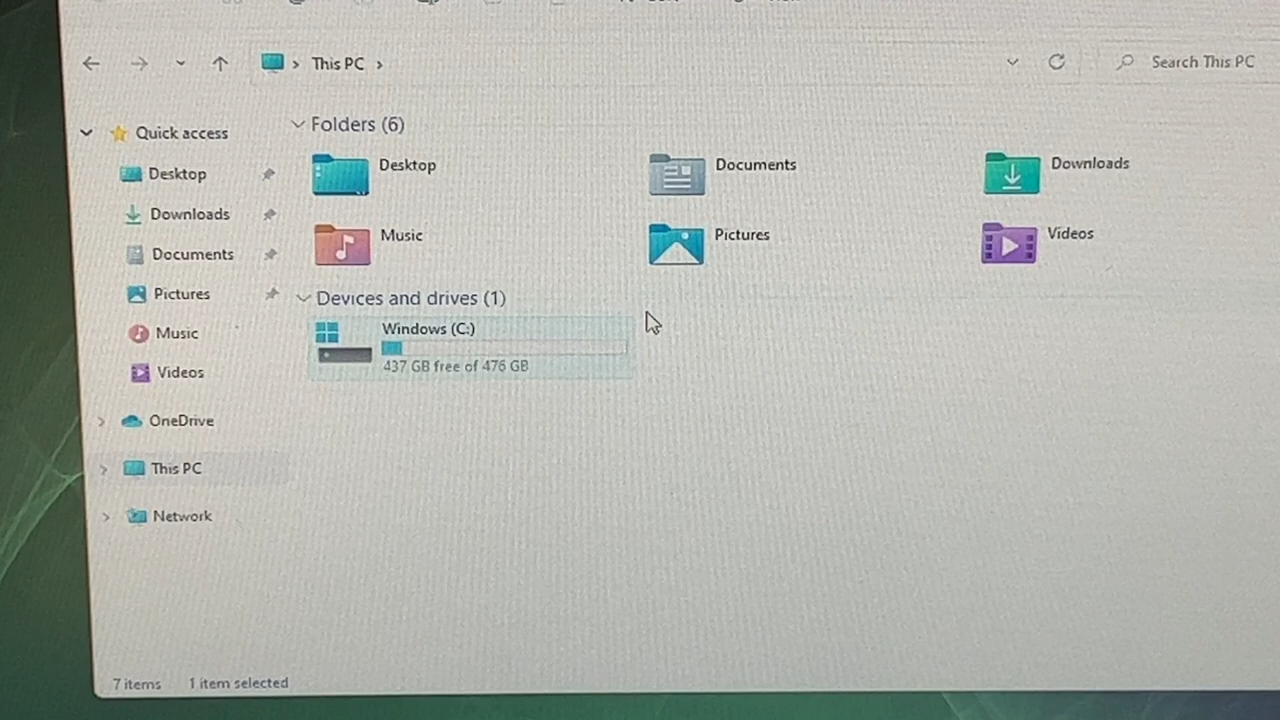 This PC
Search This PC
Quick access
Desktop
Downloads
Documents
Pictures
Music
Videos
OneDrive
This PC
Network
Folders (6)
Desktop
Documents
Downloads
Music
Pictures
Videos
Devices and drives (1)
Windows (C:)
437 GB free of 476 GB
7 items
1 item selected